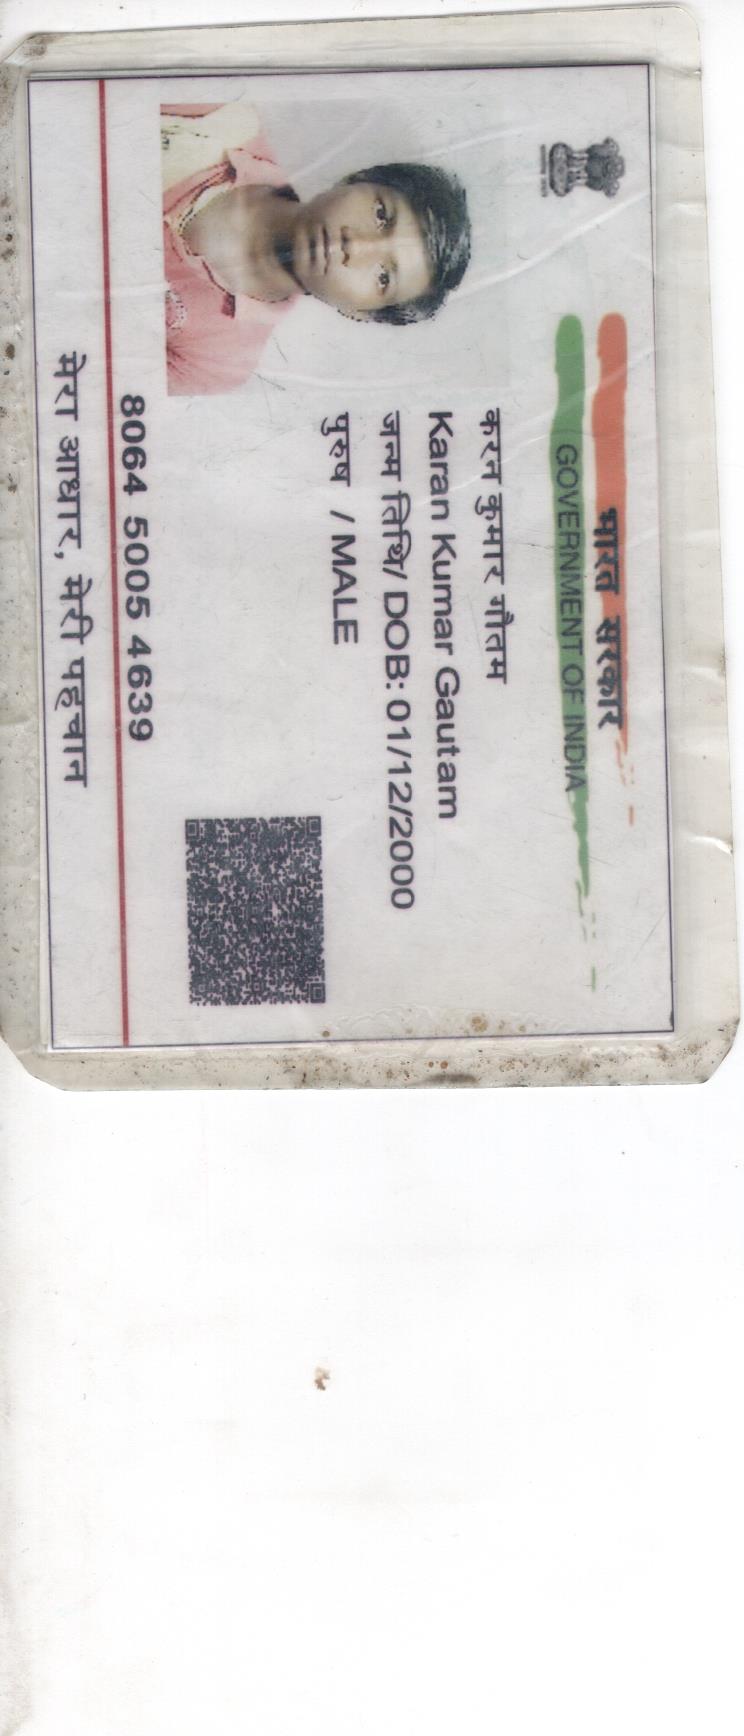 भारत सरकार
GOVERNMENT OF INDIA
करन कुमार गौतम
Karan Kumar Gautam
जन्म तिथि/ DOB: 01/12/2000
पुरुष / MALE
8064 5005 4639
मेरा आधार, मेरी पहचान